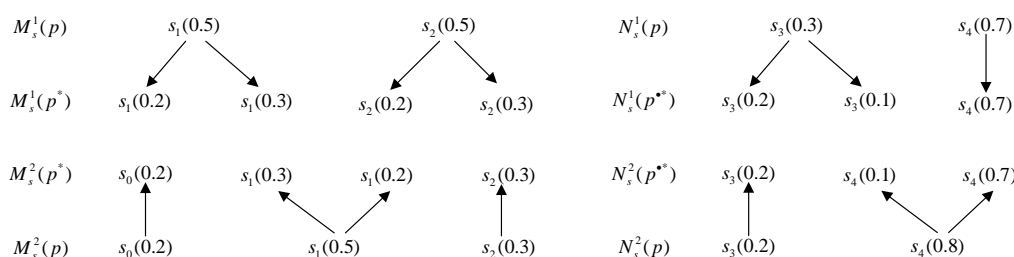 M_s^1(p) s_1(0.5) s_2(0.5) N_s^1(p) s_3(0.3) s_4(0.7)
M_s^1(p^*) s_1(0.2) s_1(0.3) s_2(0.2) s_2(0.3) N_s^1(p^{•*}) s_3(0.2) s_3(0.1) s_4(0.7)
M_s^2(p^*) s_0(0.2) s_1(0.3) s_1(0.2) s_2(0.3) N_s^2(p^{•*}) s_3(0.2) s_4(0.1) s_4(0.7)
M_s^2(p) s_0(0.2) s_1(0.5) s_2(0.3) N_s^2(p) s_3(0.2) s_4(0.8)